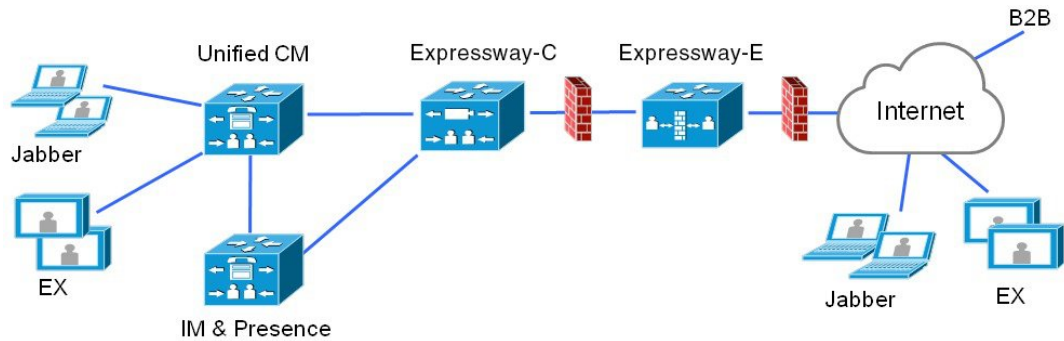 B2B
Unified CM
Expressway-C
Expressway-E
Internet
Jabber
EX
IM & Presence
Jabber
EX